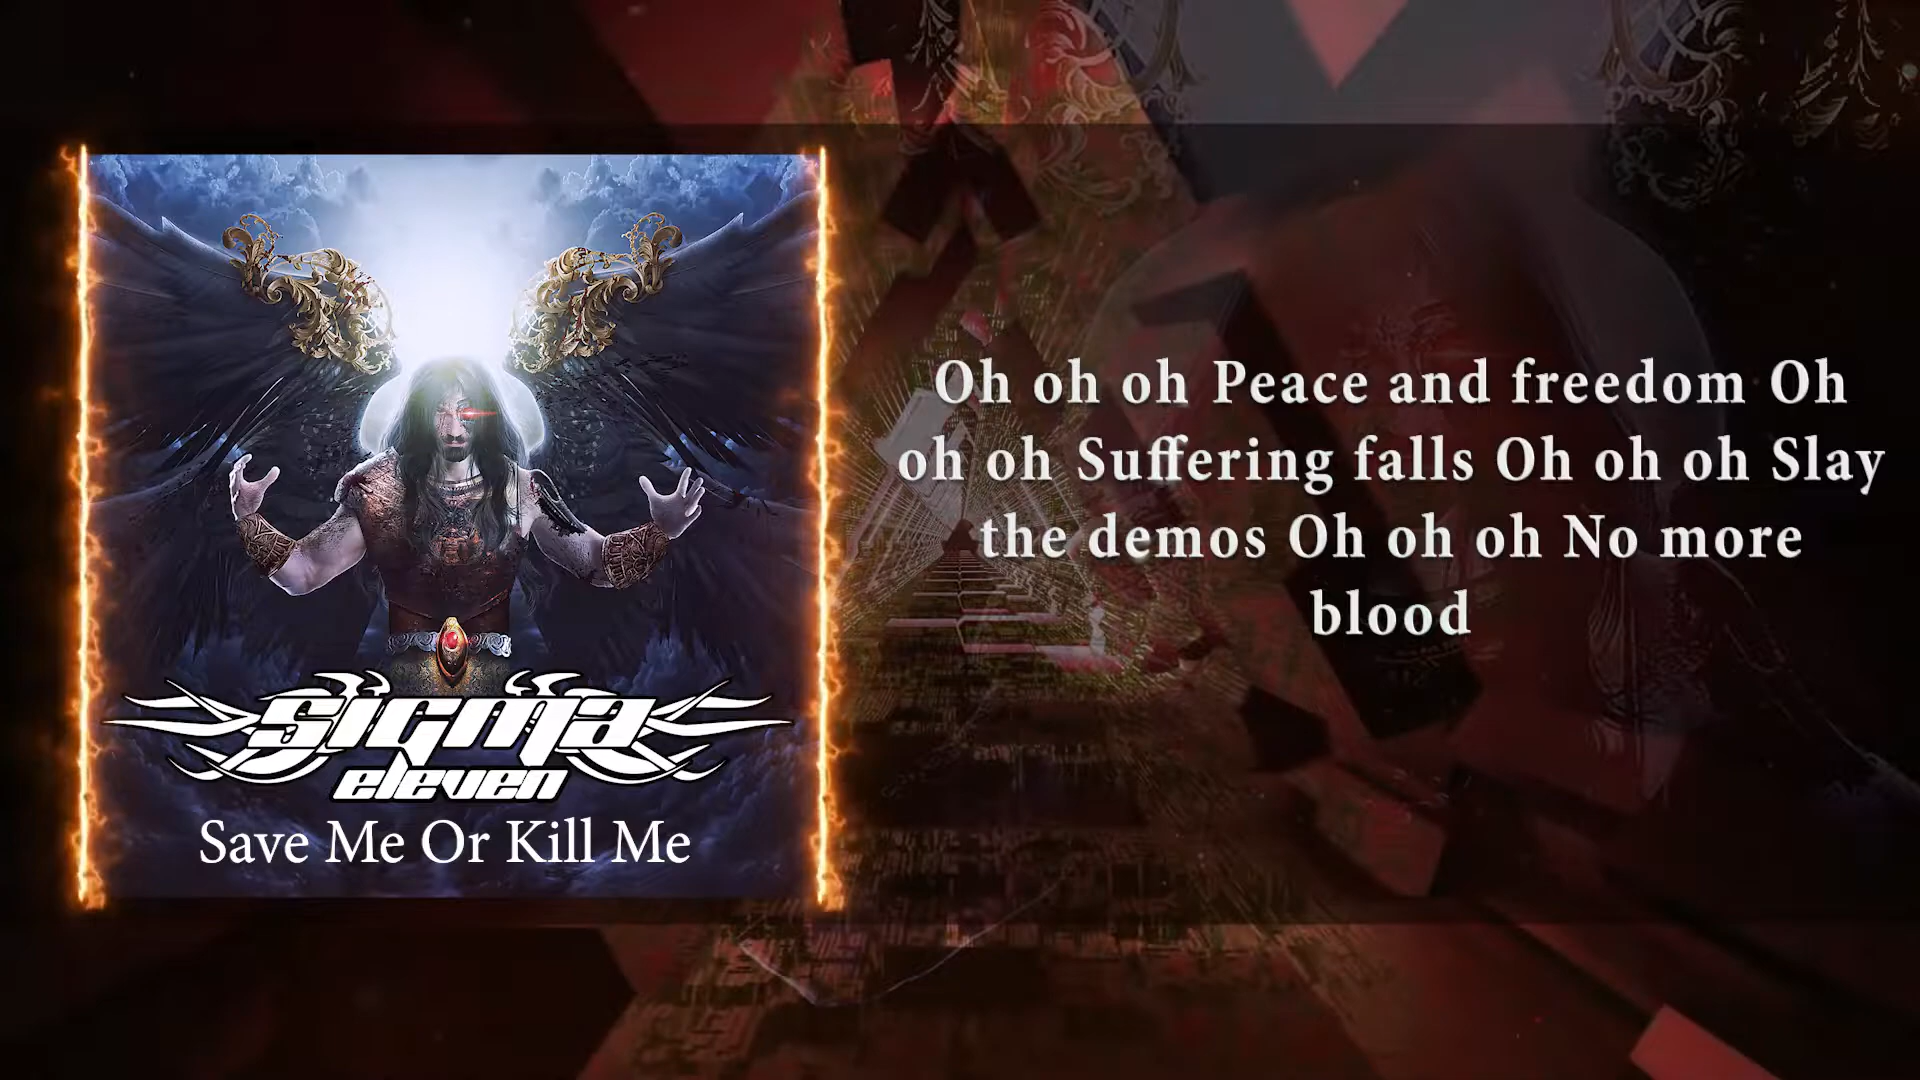 sigma
eleven
Save Me Or Kill Me
Oh oh oh Peace and freedom Oh
oh oh Suffering falls Oh oh oh Slay
the demos Oh oh oh No more
blood